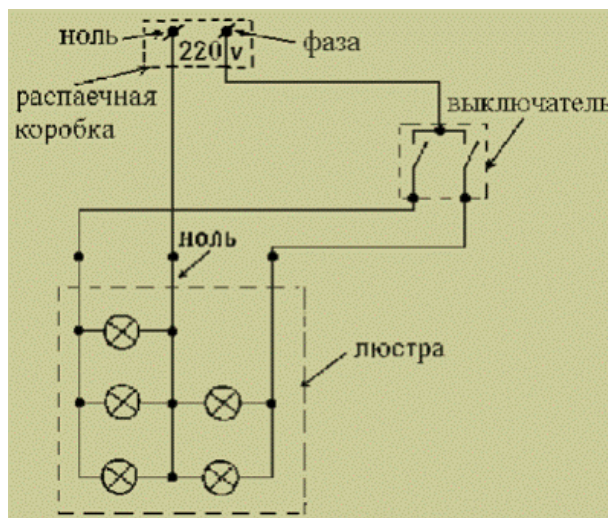 ноль
фаза
220 v
распаечная
коробка
выключатель
ноль
люстра